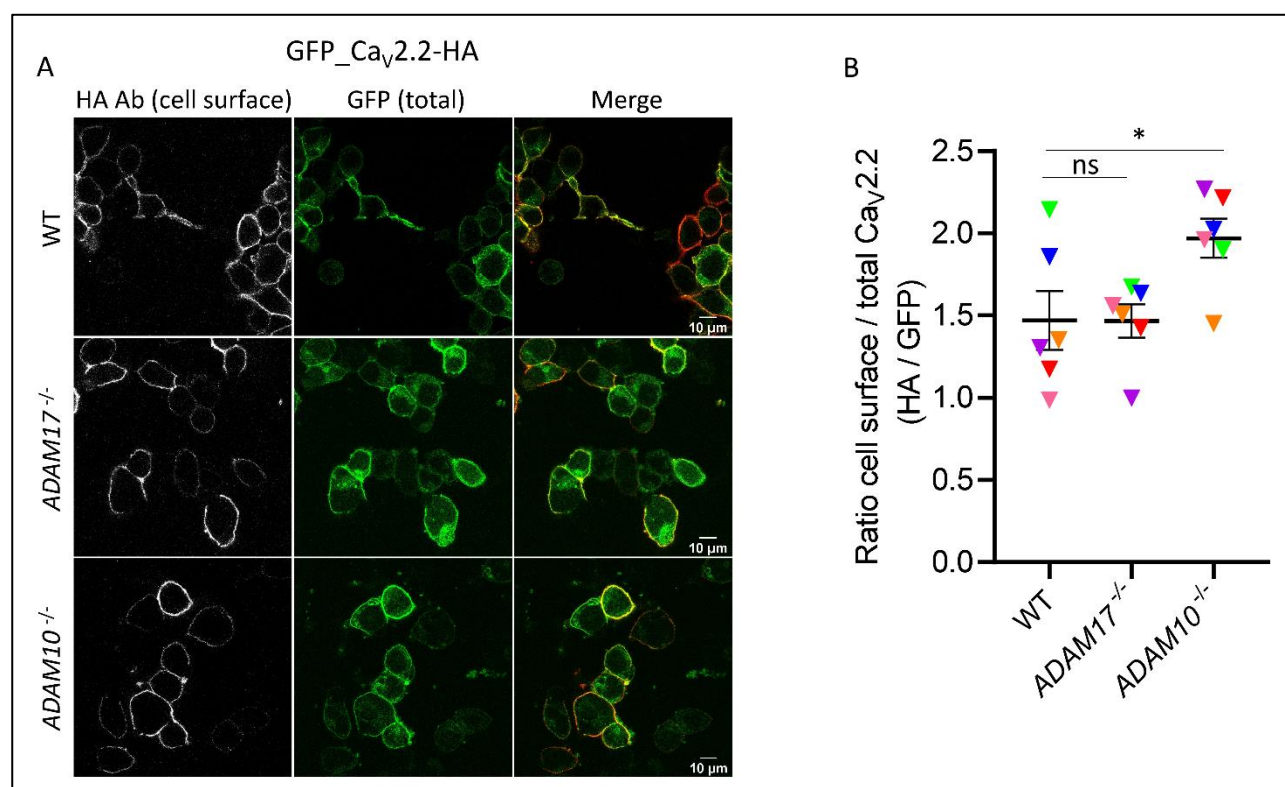 A
GFP_CaV2.2-HA
HA Ab (cell surface) GFP (total) Merge
WT
10 µm
ADAM17-/-
10 µm
ADAM10-/-
10 µm
B
Ratio cell surface / total CaV2.2
(HA / GFP)
*
ns
2.5
2.0
1.5
1.0
0.5
0.0
WT
ADAM17-/-
ADAM10-/-